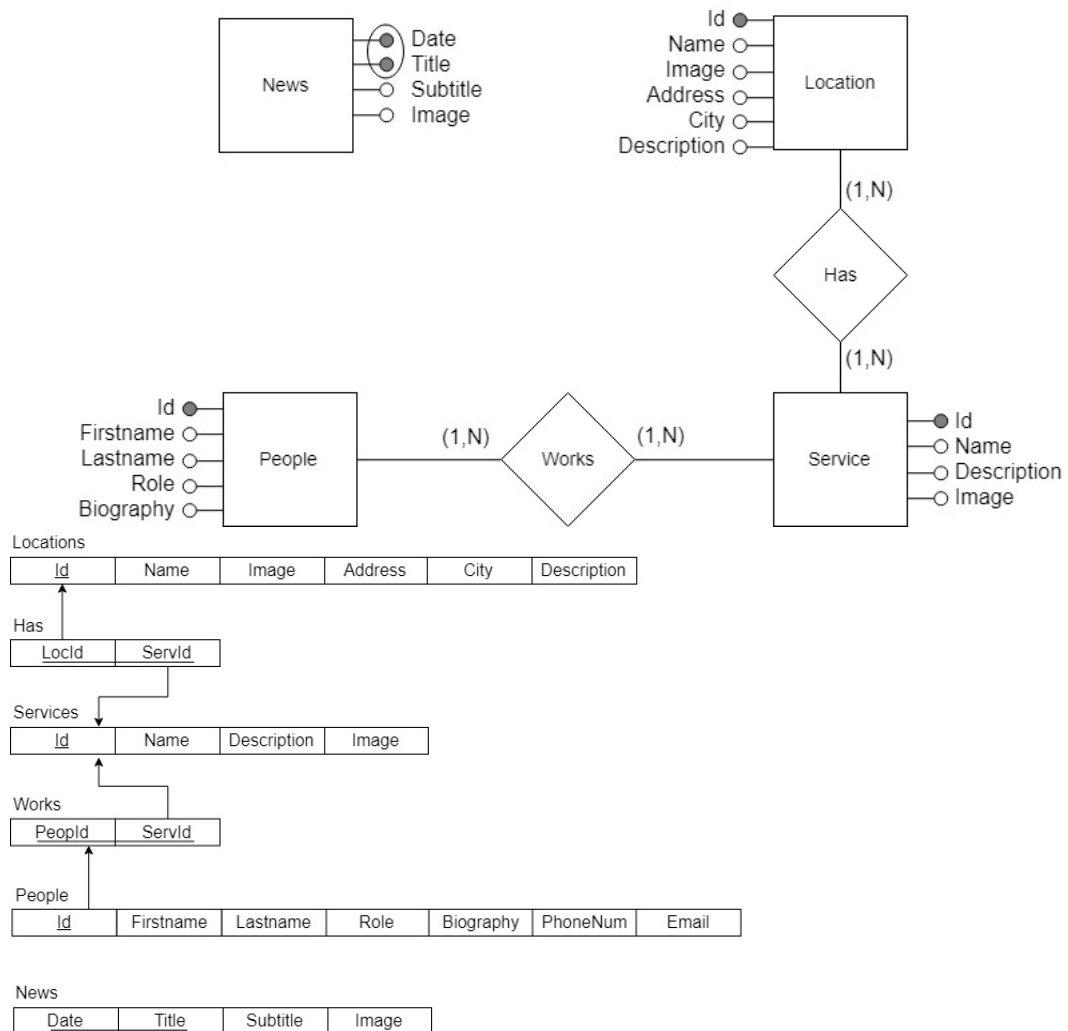 News
Date
Title
Subtitle
Image
Id
Name
Image
Address
City
Description
Location
(1,N)
Has
(1,N)
Id
Firstname
Lastname
Role
Biography
People
(1,N)
Works
(1,N)
Service
Id
Name
Description
Image
Locations
Id Name Image Address City Description
Has
LocId ServId
Services
Id Name Description Image
Works
PeopId ServId
People
Id Firstname Lastname Role Biography PhoneNum Email
News
Date Title Subtitle Image